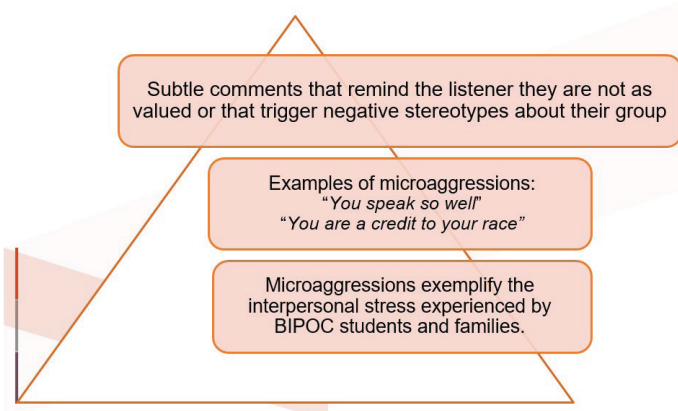 Subtle comments that remind the listener they are not as
valued or that trigger negative stereotypes about their group
Examples of microaggressions:
“You speak so well”
“You are a credit to your race”
Microaggressions exemplify the
interpersonal stress experienced by
BIPOC students and families.